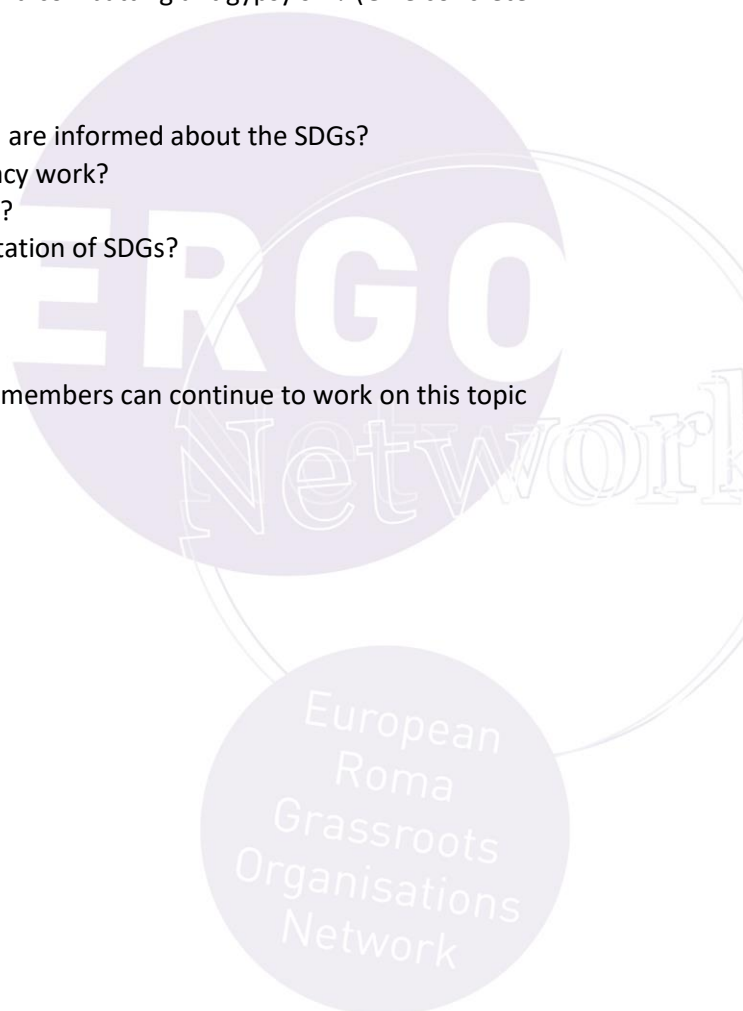 are informed about the SDGs?
acy work?
?
tation of SDGs?
members can continue to work on this topic
ERGO
Network
European
Roma
Grassroots
Organisations
Network